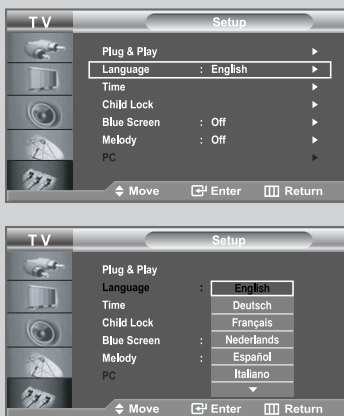 TV Setup
Plug & Play
Language : English
Time
Child Lock
Blue Screen : Off
Melody : Off
PC
Move Enter Return
TV Setup
Plug & Play
Language : English
Time Deutsch
Child Lock Français
Blue Screen : Nederlands
Melody : Español
PC Italiano
Move Enter Return